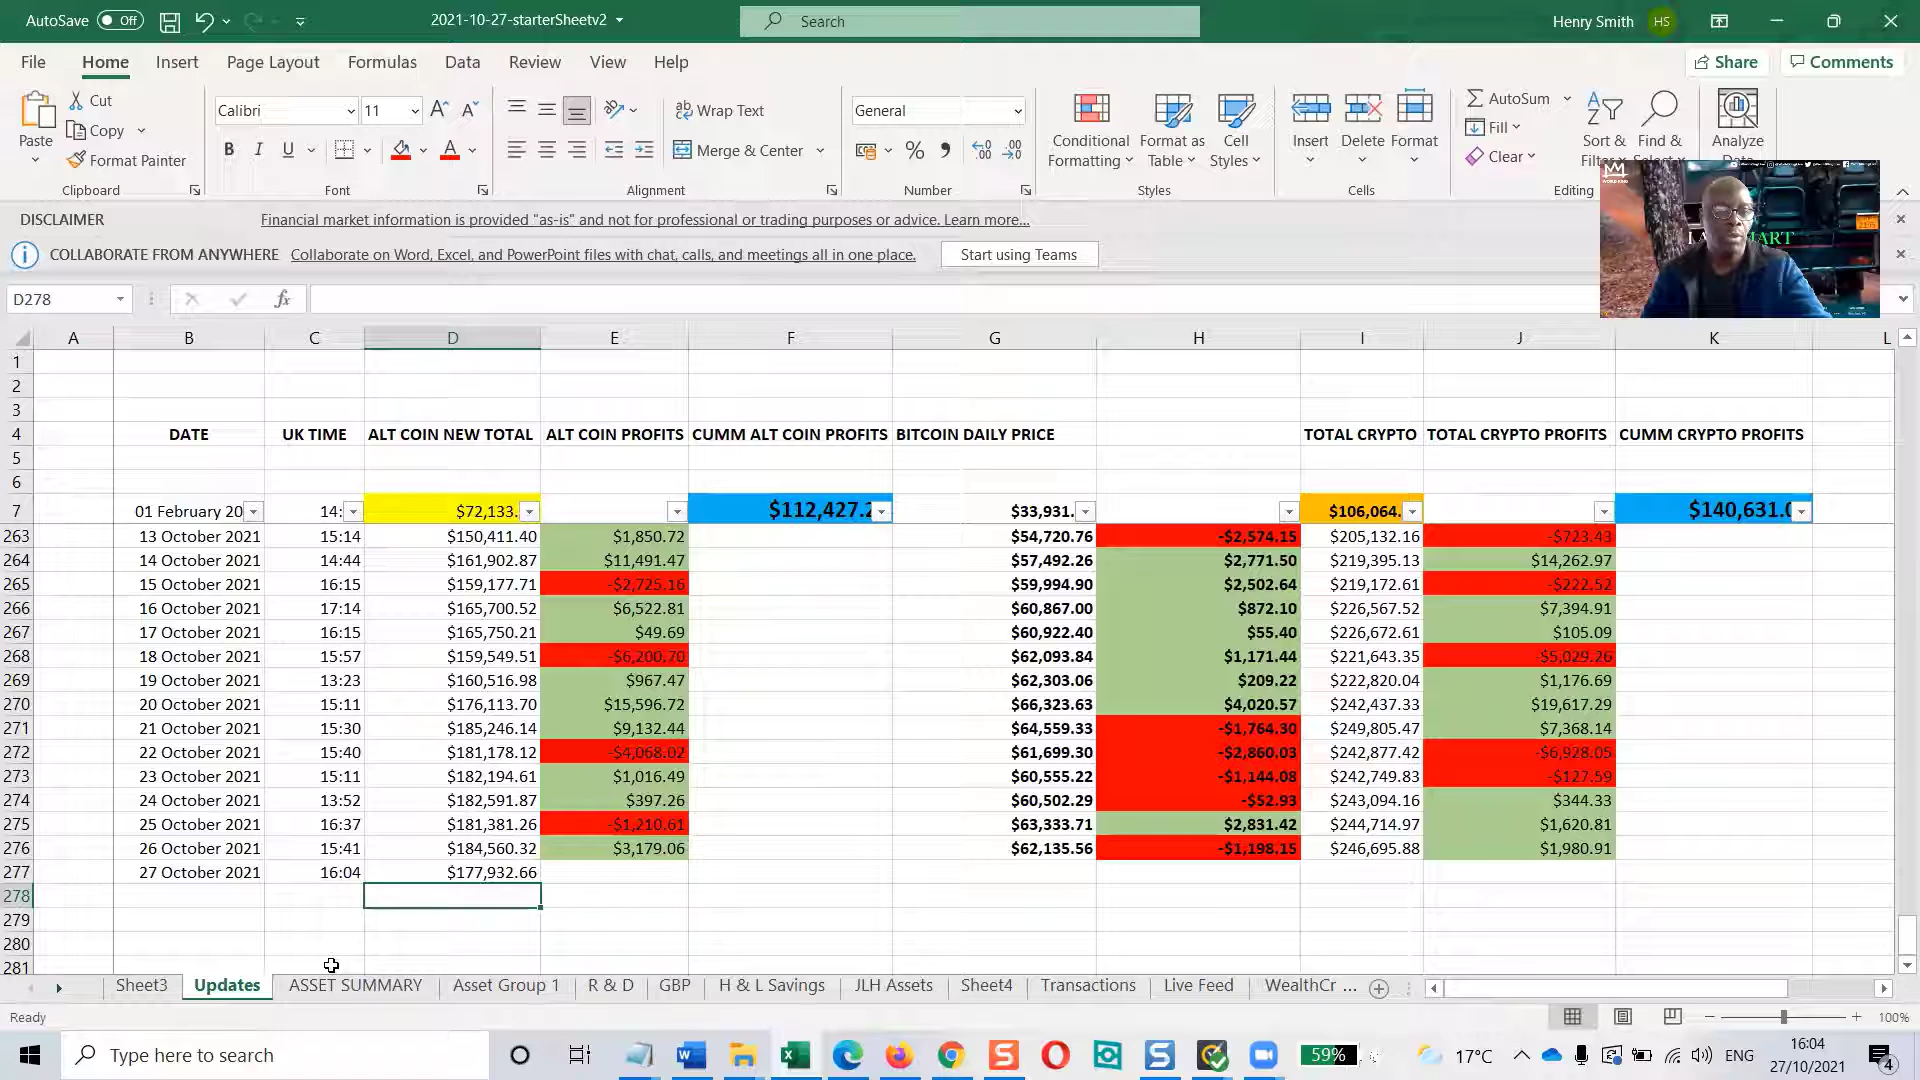 AutoSave Off 2021-10-27-starterSheetv2 Search Henry Smith HS
File Home Insert Page Layout Formulas Data Review View Help Share Comments
Paste Cut Copy Format Painter Clipboard
Calibri 11 B I U Font
Wrap Text Merge & Center Alignment
General % Number
Conditional Formatting Format as Table Cell Styles Styles
Insert Delete Format Cells
AutoSum Fill Clear Sort & Filter Find & Select Editing
Analyze Data
DISCLAIMER Financial market information is provided "as-is" and not for professional or trading purposes or advice. Learn more...
COLLABORATE FROM ANYWHERE Collaborate on Word, Excel, and PowerPoint files with chat, calls, and meetings all in one place. Start using Teams
D278 fx
A B C D E F G H I J K L
1
2
3
4 DATE UK TIME ALT COIN NEW TOTAL ALT COIN PROFITS CUMM ALT COIN PROFITS BITCOIN DAILY PRICE TOTAL CRYPTO TOTAL CRYPTO PROFITS CUMM CRYPTO PROFITS
5
6
7 01 February 20 14: $72,133. $112,427. $33,931. $106,064. $140,631.
263 13 October 2021 15:14 $150,411.40 $1,850.72 $54,720.76 -$2,574.15 $205,132.16 -$723.43
264 14 October 2021 14:44 $161,902.87 $11,491.47 $57,492.26 $2,771.50 $219,395.13 $14,262.97
265 15 October 2021 16:15 $159,177.71 -$2,725.16 $59,994.90 $2,502.64 $219,172.61 -$222.52
266 16 October 2021 17:14 $165,700.52 $6,522.81 $60,867.00 $872.10 $226,567.52 $7,394.91
267 17 October 2021 16:15 $165,750.21 $49.69 $60,922.40 $55.40 $226,672.61 $105.09
268 18 October 2021 15:57 $159,549.51 -$6,200.70 $62,093.84 $1,171.44 $221,643.35 -$5,029.26
269 19 October 2021 13:23 $160,516.98 $967.47 $62,303.06 $209.22 $222,820.04 $1,176.69
270 20 October 2021 15:11 $176,113.70 $15,596.72 $66,323.63 $4,020.57 $242,437.33 $19,617.29
271 21 October 2021 15:30 $185,246.14 $9,132.44 $64,559.33 -$1,764.30 $249,805.47 $7,368.14
272 22 October 2021 15:40 $181,178.12 -$4,068.02 $61,699.30 -$2,860.03 $242,877.42 -$6,928.05
273 23 October 2021 15:11 $182,194.61 $1,016.49 $60,555.22 -$1,144.08 $242,749.83 -$127.59
274 24 October 2021 13:52 $182,591.87 $397.26 $60,502.29 -$52.93 $243,094.16 $344.33
275 25 October 2021 16:37 $181,381.26 -$1,210.61 $63,333.71 $2,831.42 $244,714.97 $1,620.81
276 26 October 2021 15:41 $184,560.32 $3,179.06 $62,135.56 -$1,198.15 $246,695.88 $1,980.91
277 27 October 2021 16:04 $177,932.66
278
279
280
281
Sheet3 Updates ASSET SUMMARY Asset Group 1 R & D GBP H & L Savings JLH Assets Sheet4 Transactions Live Feed WealthCr ...
Ready 100%
Type here to search 59% 17°C ENG 16:04
27/10/2021 4